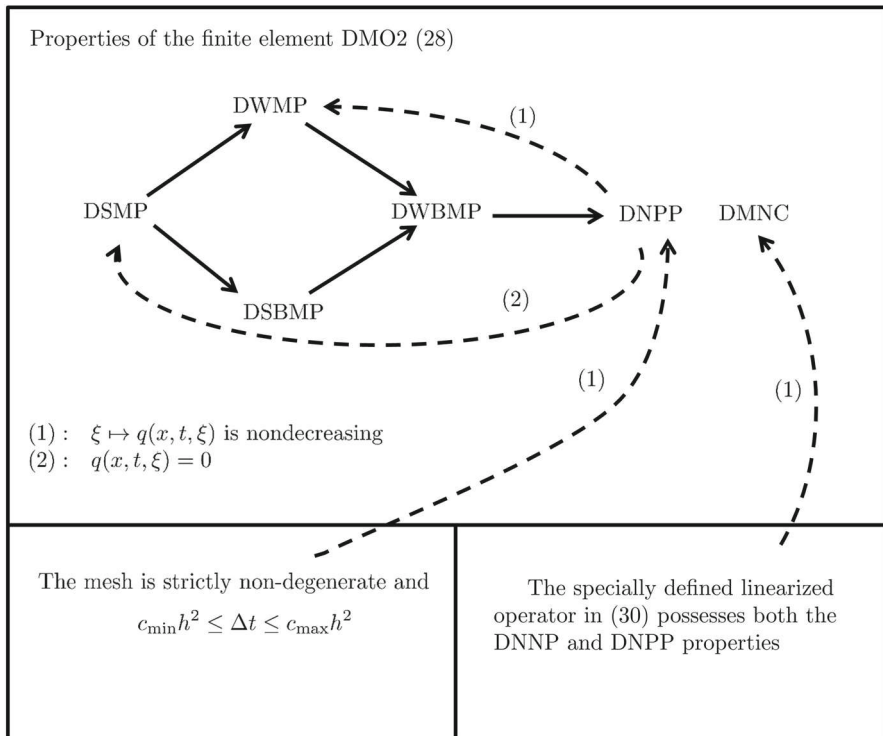 Properties of the finite element DMO2 (28)
DWMP
(1)
DSMP
DWBMP
DNPP
DMNC
DSBMP
(2)
(1)
(1)
(1) : ξ ↦ q(x, t, ξ) is nondecreasing
(2) : q(x, t, ξ) = 0
The mesh is strictly non-degenerate and
c_min h² ≤ Δt ≤ c_max h²
The specially defined linearized
operator in (30) possesses both the
DNNP and DNPP properties